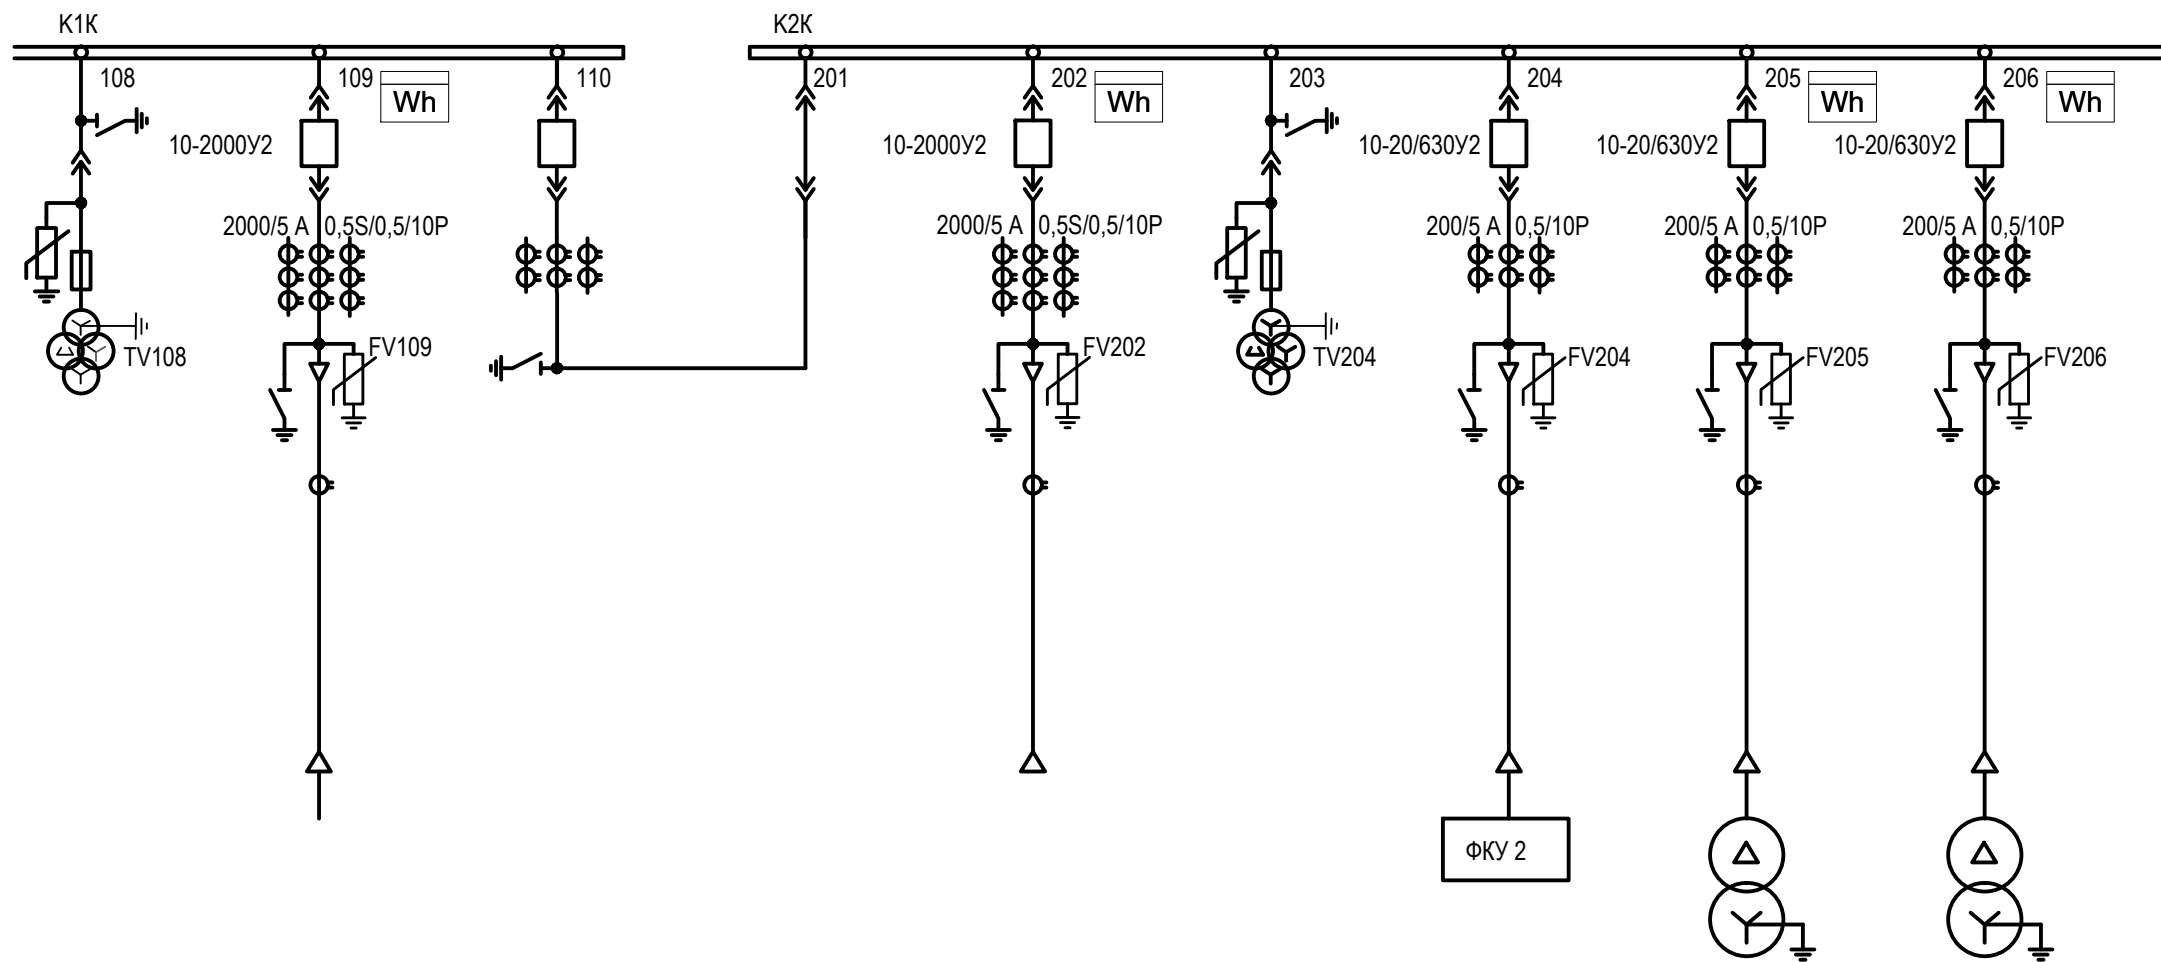 К1К
К2К
108
109
110
201
202
203
204
205
206
Wh
Wh
Wh
Wh
10-2000У2
10-2000У2
10-20/630У2
10-20/630У2
10-20/630У2
2000/5 А 0,5S/0,5/10Р
2000/5 А 0,5S/0,5/10Р
200/5 А 0,5/10Р
200/5 А 0,5/10Р
200/5 А 0,5/10Р
TV108
FV109
FV202
TV204
FV204
FV205
FV206
ФКУ 2